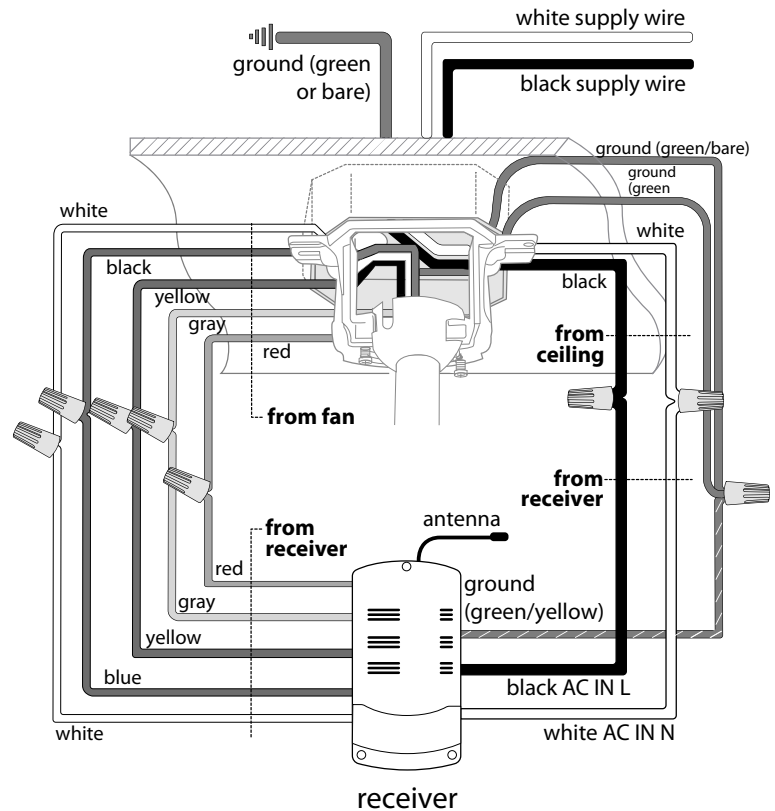 white supply wire
ground (green
or bare)
black supply wire
ground (green/bare)
ground
(green
white
white
black
black
yellow
gray
red
from
ceiling
from fan
from
receiver
from
receiver
antenna
red
ground
(green/yellow)
gray
yellow
blue
black AC IN L
white
white AC IN N
receiver